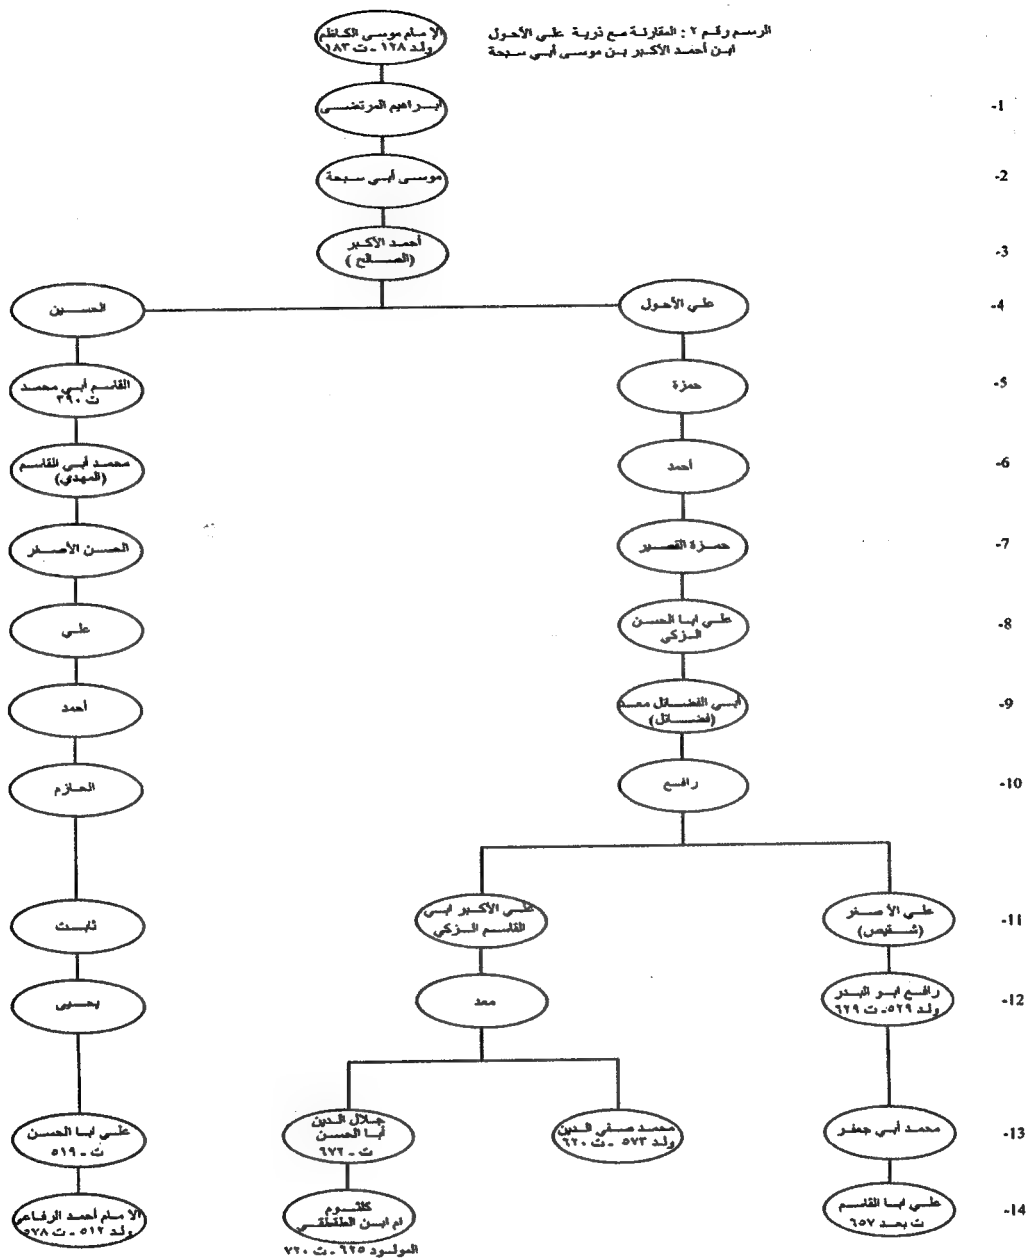 الرسم رقم ٢ : المقارنة مع ذرية علي الأحول
ابن أحمد الأكبر بن موسى أبي سبحة
الامام موسى الكاظم
ولد ١٢٨ - ت ١٨٣
ابراهيم المرتضى
-1
موسى أبي سبحة
-2
أحمد الأكبر
(الصالح)
-3
علي الأحول
الحسين
-4
حمزة
القاسم أبي محمد
ت ٣٩٠
-5
أحمد
محمد أبي القاسم
(المهدي)
-6
حمزة القصير
الحسن الأصغر
-7
علي ابا الحسن
الزكي
علي
-8
أبي الفضائل معد
(فضائل)
أحمد
-9
رافع
الحازم
-10
علي الأصغر
(شقيص)
علي الأكبر ابي
القاسم الزكي
ثابت
-11
رافع ابو البدر
ولد ٥٢٩- ت ٦٢٩
معد
يحيى
-12
محمد أبي جعفر
محمد صفي الدين
ولد ٥٧٣ - ت ٦٢٠
جلال الدين
أبا الحسن
ت - ٦٧٢
علي ابا الحسن
ت - ٥١٩
-13
علي ابا القاسم
ت بعد ٦٥٧
كلثوم
ام ابن الطقطقي
المولود ٦٢٥ - ت ٧٢٠
الامام أحمد الرفاعي
ولد ٥١٢ - ت ٥٧٨
-14